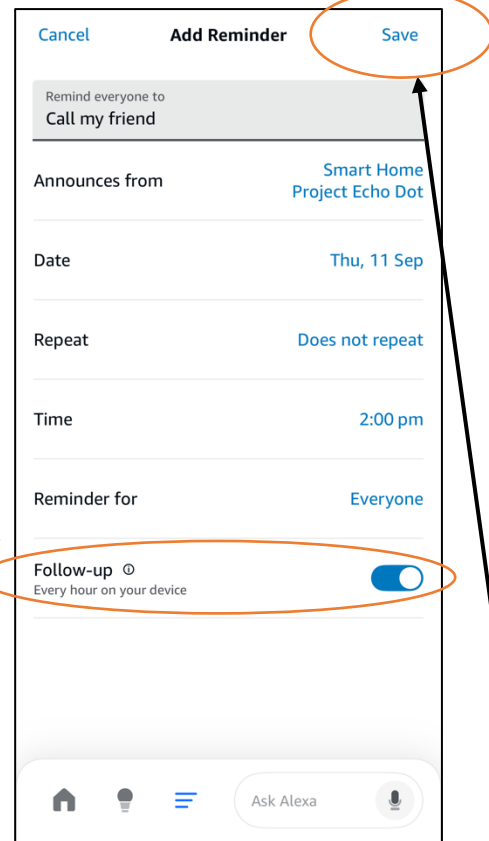 Cancel Add Reminder Save
Remind everyone to
Call my friend
Announces from Smart Home
Project Echo Dot
Date Thu, 11 Sep
Repeat Does not repeat
Time 2:00 pm
Reminder for Everyone
Follow-up
Every hour on your device
Ask Alexa